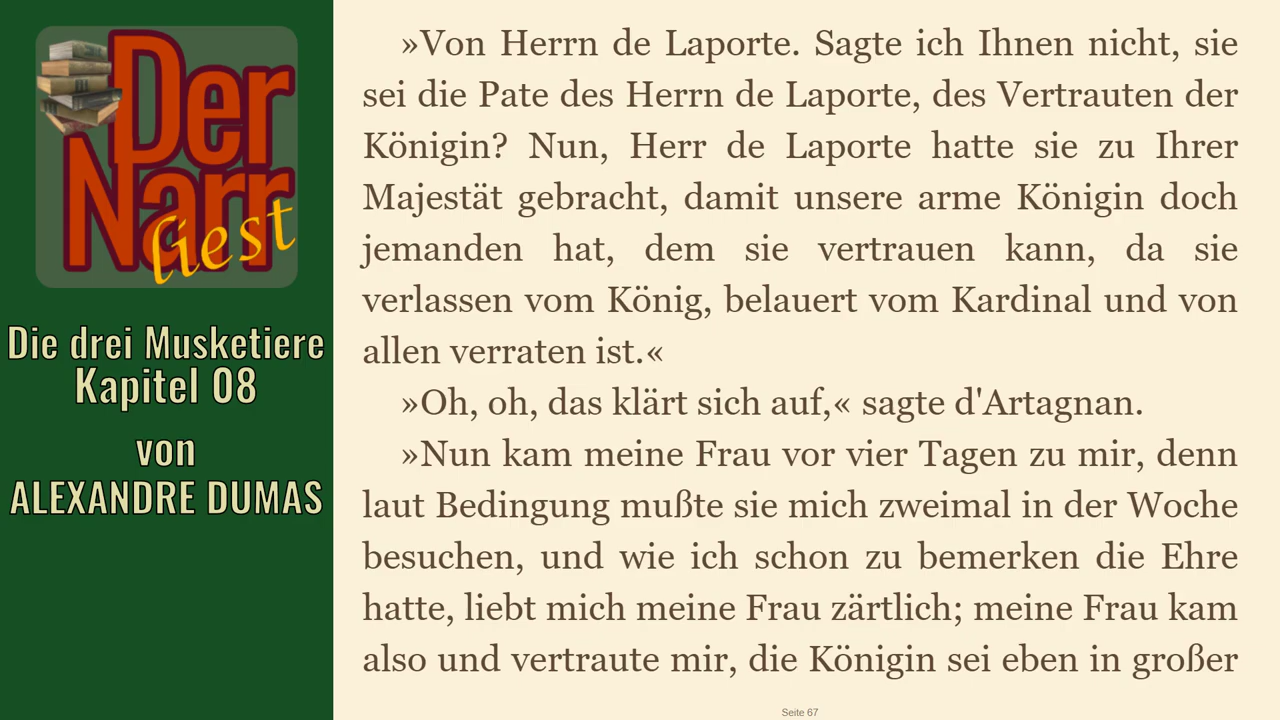 Der
Narr
liest
Die drei Musketiere
Kapitel 08
von
ALEXANDRE DUMAS
»Von Herrn de Laporte. Sagte ich Ihnen nicht, sie
sei die Pate des Herrn de Laporte, des Vertrauten der
Königin? Nun, Herr de Laporte hatte sie zu Ihrer
Majestät gebracht, damit unsere arme Königin doch
jemanden hat, dem sie vertrauen kann, da sie
verlassen vom König, belauert vom Kardinal und von
allen verraten ist.«
»Oh, oh, das klärt sich auf,« sagte d'Artagnan.
»Nun kam meine Frau vor vier Tagen zu mir, denn
laut Bedingung mußte sie mich zweimal in der Woche
besuchen, und wie ich schon zu bemerken die Ehre
hatte, liebt mich meine Frau zärtlich; meine Frau kam
also und vertraute mir, die Königin sei eben in großer
Seite 67